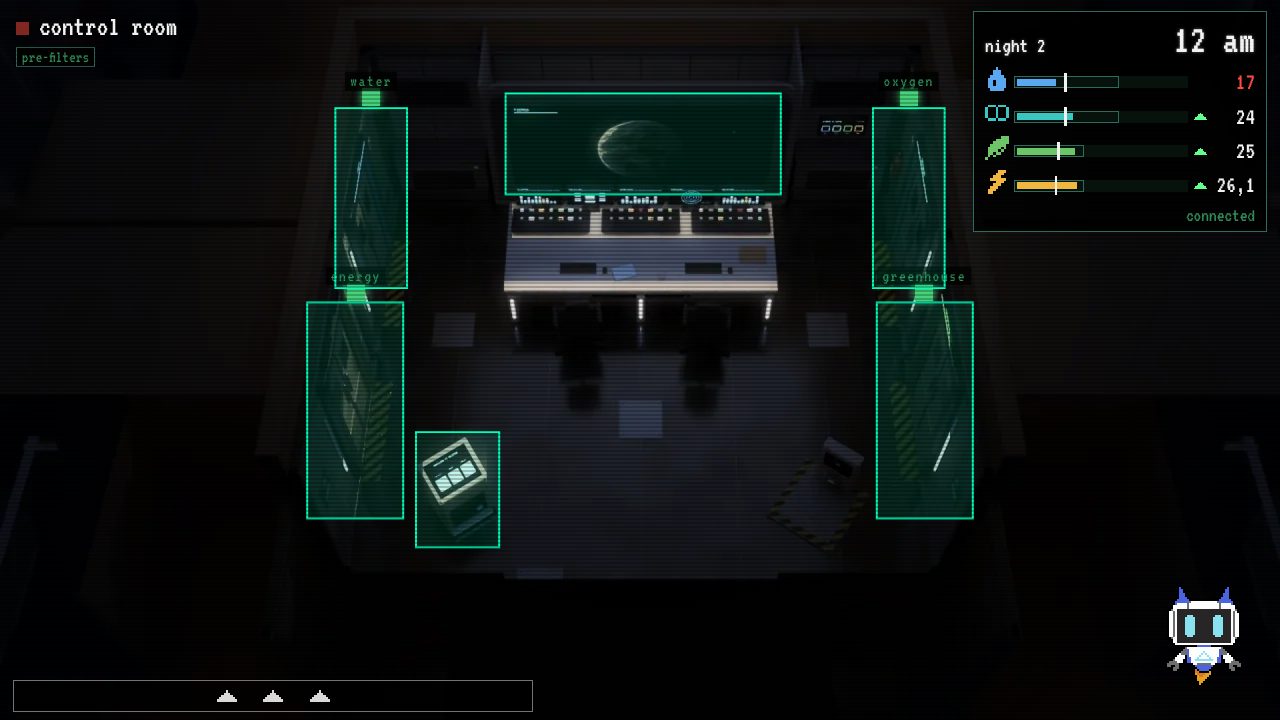 control room
pre-filters
water
oxygen
energy
greenhouse
night 2
12 am
17
24
25
26,1
connected